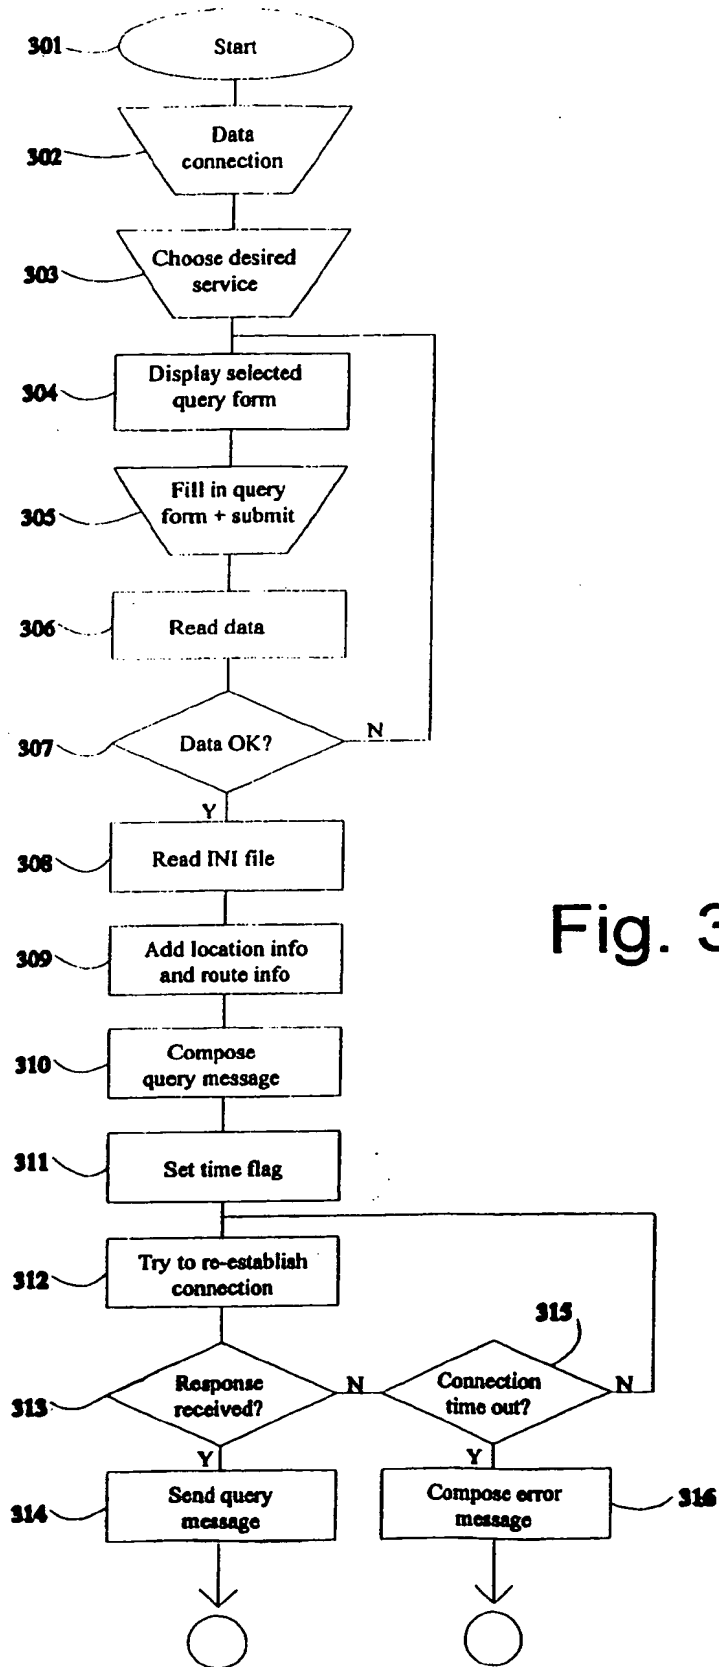 301
Start
302
Data
connection
303
Choose desired
service
304
Display selected
query form
305
Fill in query
form + submit
306
Read data
307
Data OK?
N
Y
308
Read INI file
309
Add location info
and route info
Fig. 3
310
Compose
query message
311
Set time flag
312
Try to re-establish
connection
315
313
Response
received?
N
Connection
time out?
N
Y
Y
314
Send query
message
Compose error
message
316